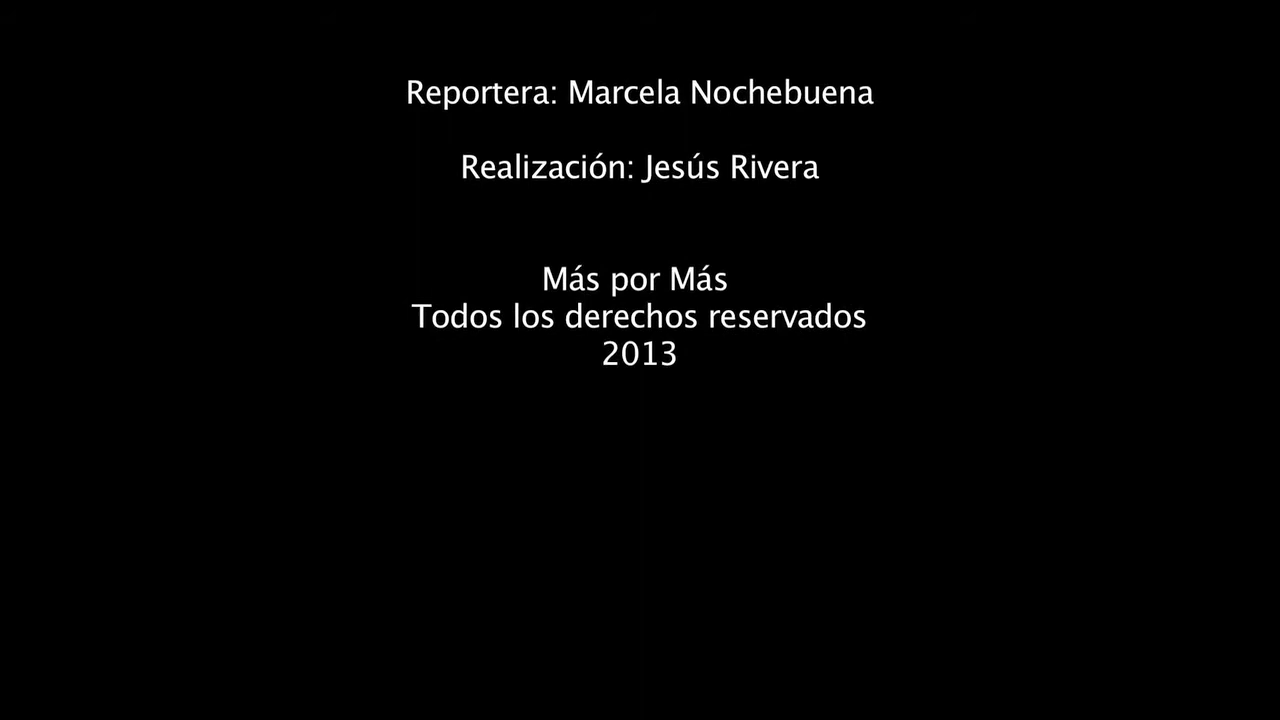 Reportera: Marcela Nochebuena
Realización: Jesús Rivera
Más por Más
Todos los derechos reservados
2013